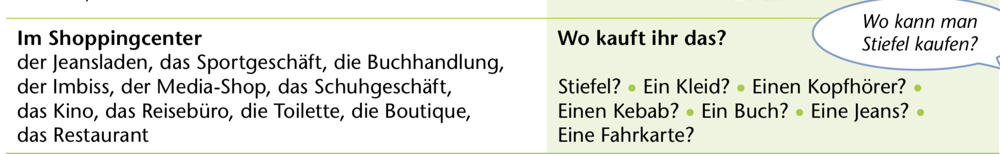 Im Shoppingcenter
der Jeansladen, das Sportgeschäft, die Buchhandlung,
der Imbiss, der Media-Shop, das Schuhgeschäft,
das Kino, das Reisebüro, die Toilette, die Boutique,
das Restaurant
Wo kauft ihr das?
Wo kann man
Stiefel kaufen?
Stiefel? • Ein Kleid? • Einen Kopfhörer? •
Einen Kebab? • Ein Buch? • Eine Jeans? •
Eine Fahrkarte?